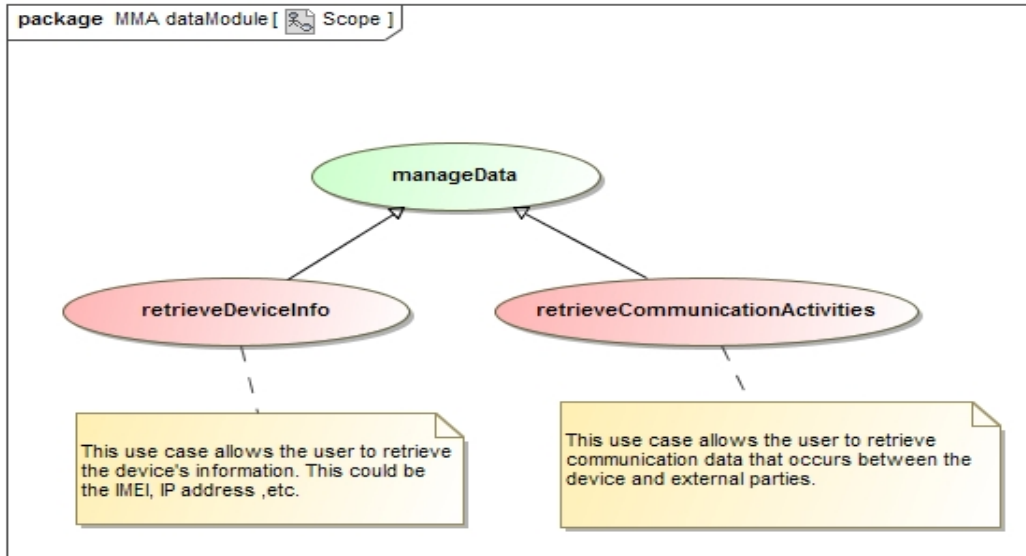 package MMA dataModule [ Scope ]
manageData
retrieveDeviceInfo
retrieveCommunicationActivities
This use case allows the user to retrieve
the device's information. This could be
the IMEI, IP address ,etc.
This use case allows the user to retrieve
communication data that occurs between the
device and external parties.